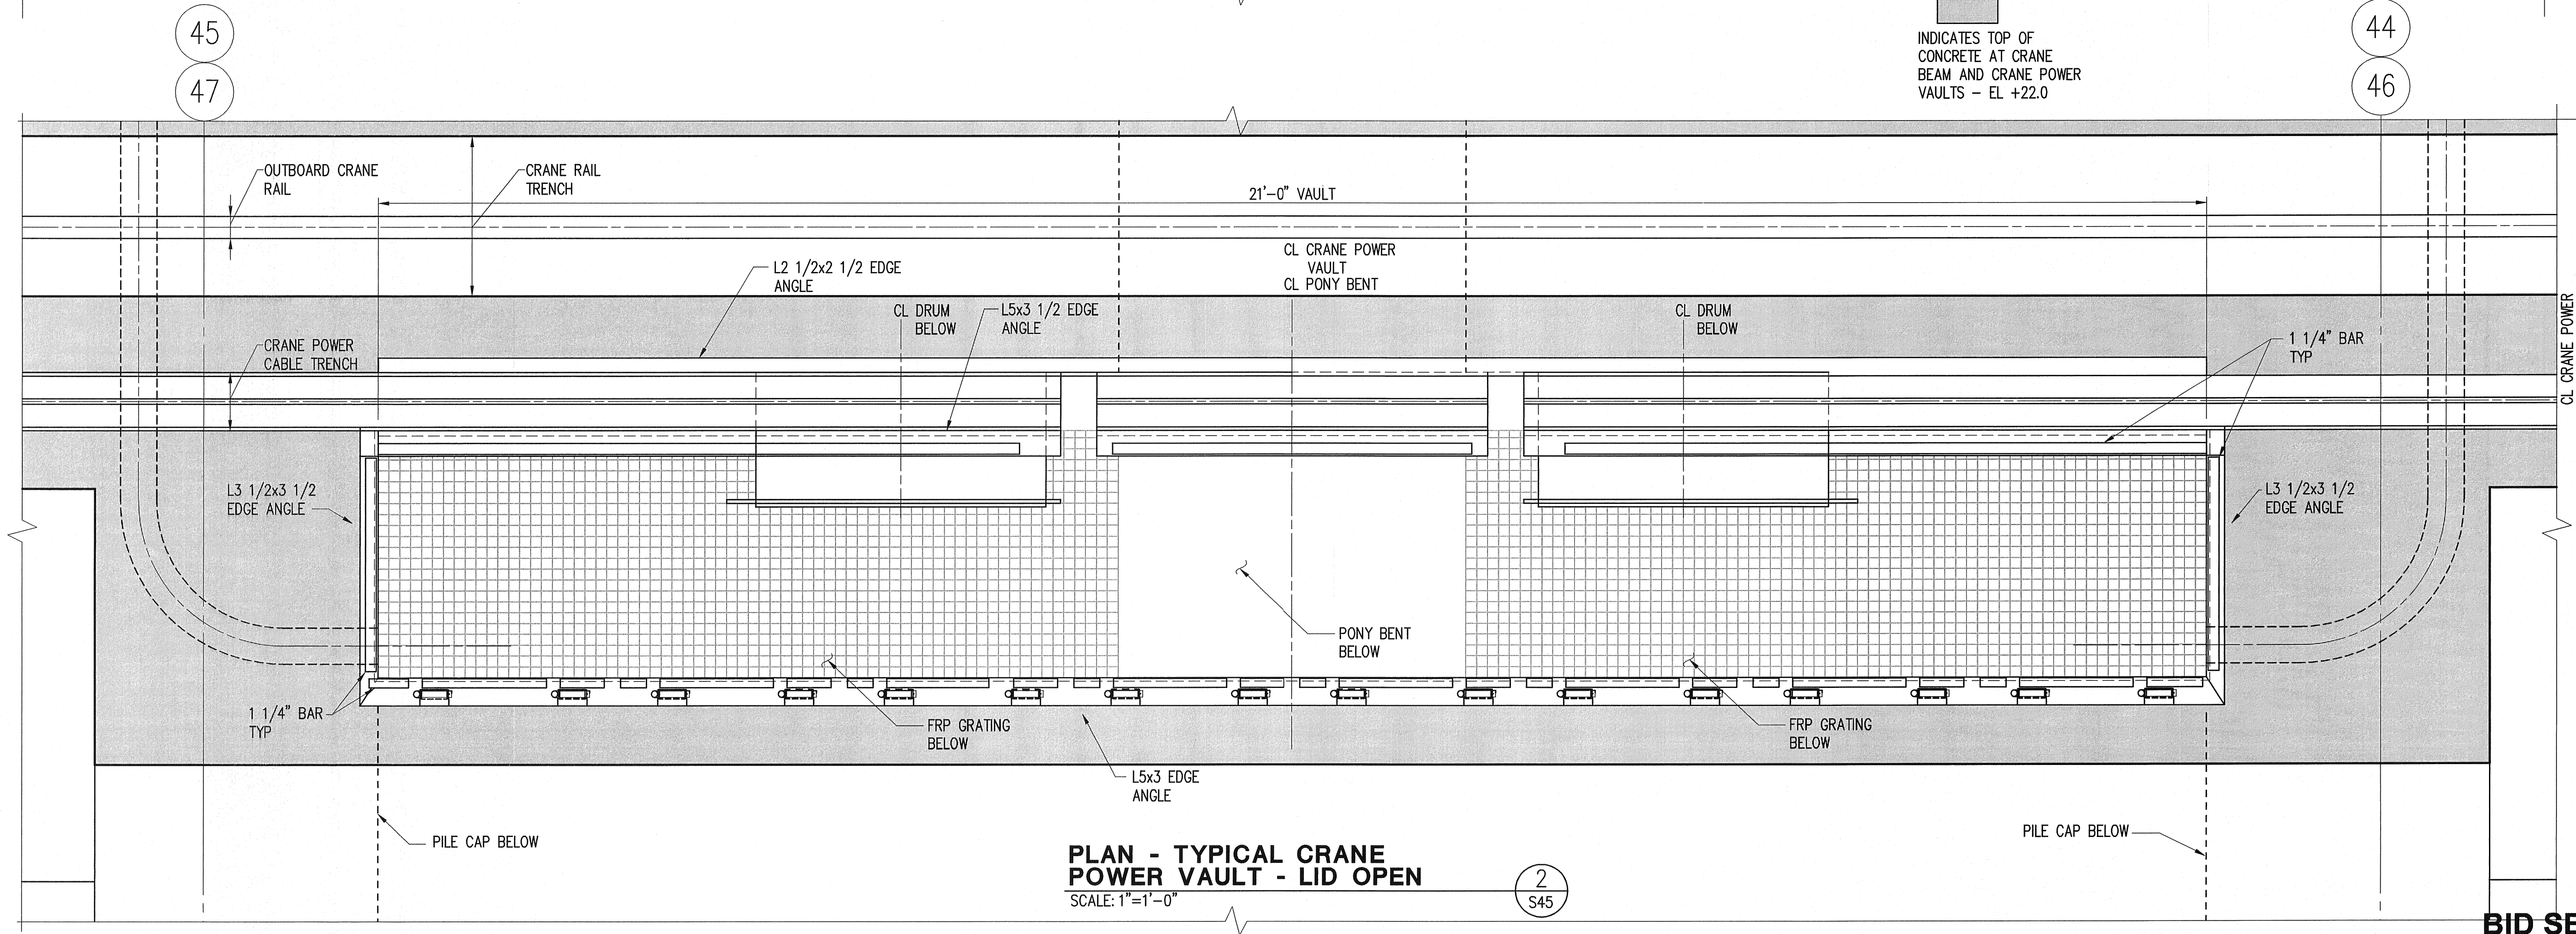 45
47
44
46
INDICATES TOP OF
CONCRETE AT CRANE
BEAM AND CRANE POWER
VAULTS – EL +22.0
OUTBOARD CRANE
RAIL
CRANE RAIL
TRENCH
21'–0" VAULT
CL CRANE POWER
VAULT
CL PONY BENT
L2 1/2x2 1/2 EDGE
ANGLE
CL DRUM
BELOW
L5x3 1/2 EDGE
ANGLE
CL DRUM
BELOW
CRANE POWER
CABLE TRENCH
1 1/4" BAR
TYP
CL CRANE POWER
L3 1/2x3 1/2
EDGE ANGLE
L3 1/2x3 1/2
EDGE ANGLE
PONY BENT
BELOW
1 1/4" BAR
TYP
FRP GRATING
BELOW
FRP GRATING
BELOW
L5x3 EDGE
ANGLE
PILE CAP BELOW
PILE CAP BELOW
PLAN - TYPICAL CRANE
POWER VAULT - LID OPEN
SCALE: 1"=1'–0"
2
S45
BID SE